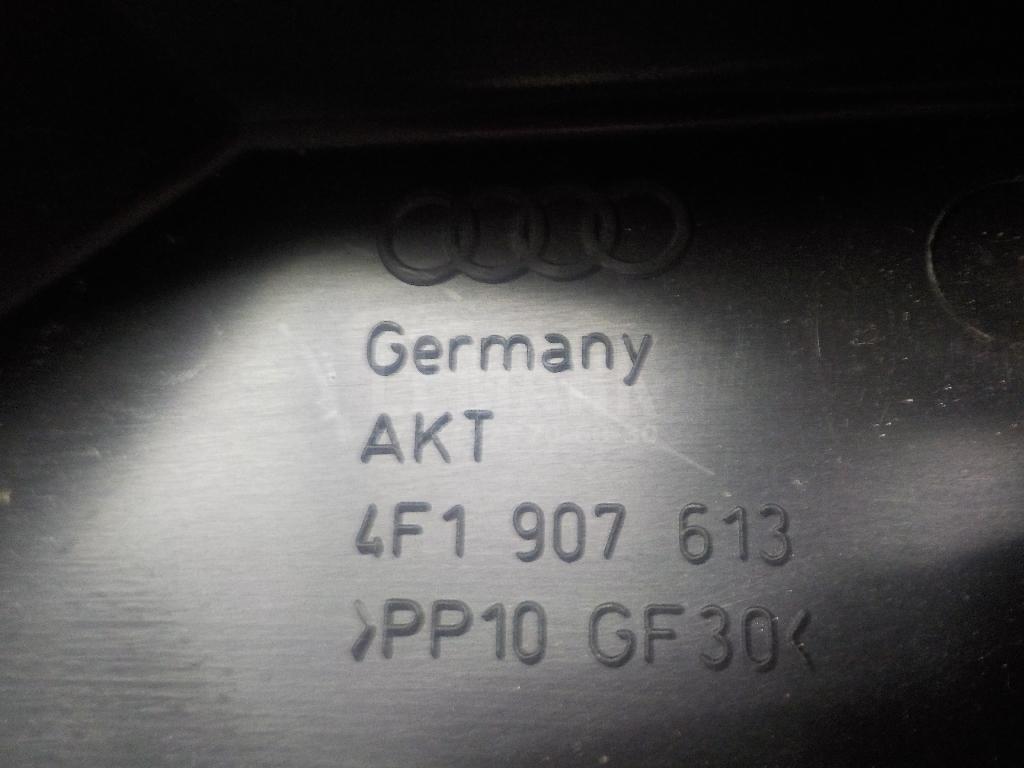 Germany
AKT
4F1 907 613
>PP10 GF30<